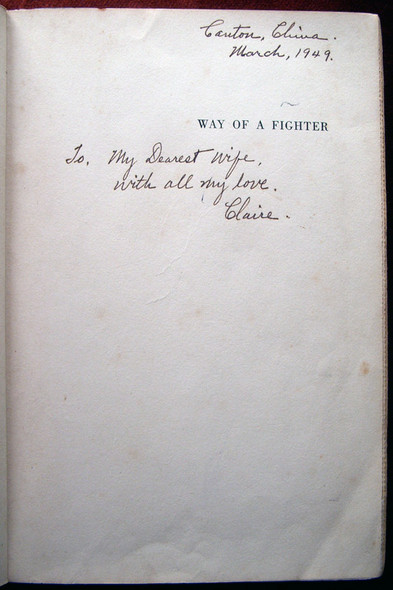 Canton, China.
March, 1949.
WAY OF A FIGHTER
To, My Dearest Wife,
with all my love.
Claire.